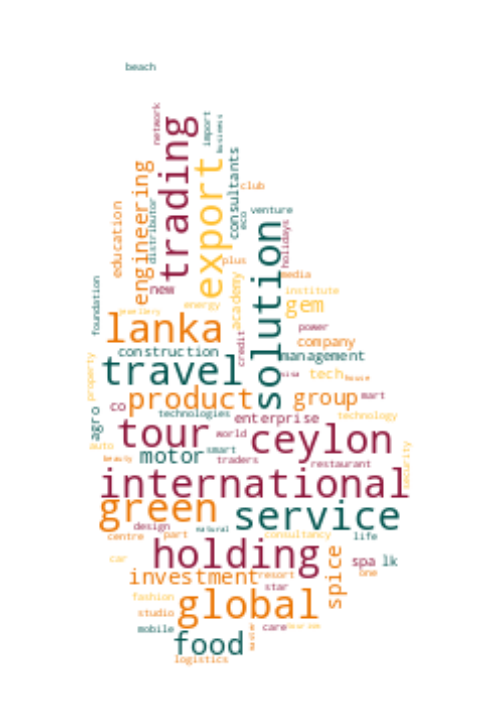 beach
network
trading
import
business
export
consultants
engineering
distributor
education
club
eco
venture
holidays
solution
plus
media
foundation
new
academy
institute
energy
gem
jewellery
lanka
power
credit
company
construction
management
property
travel
visa
tech
house
product
group
mart
co
technologies
enterprise
technology
agro
tour
world
ceylon
auto
motor
smart
beauty
traders
restaurant
security
international
green
service
design
natural
centre
part
consultancy
life
holding
car
spice
spa
lk
investment
resort
one
star
fashion
global
studio
mobile
care
food
logistics